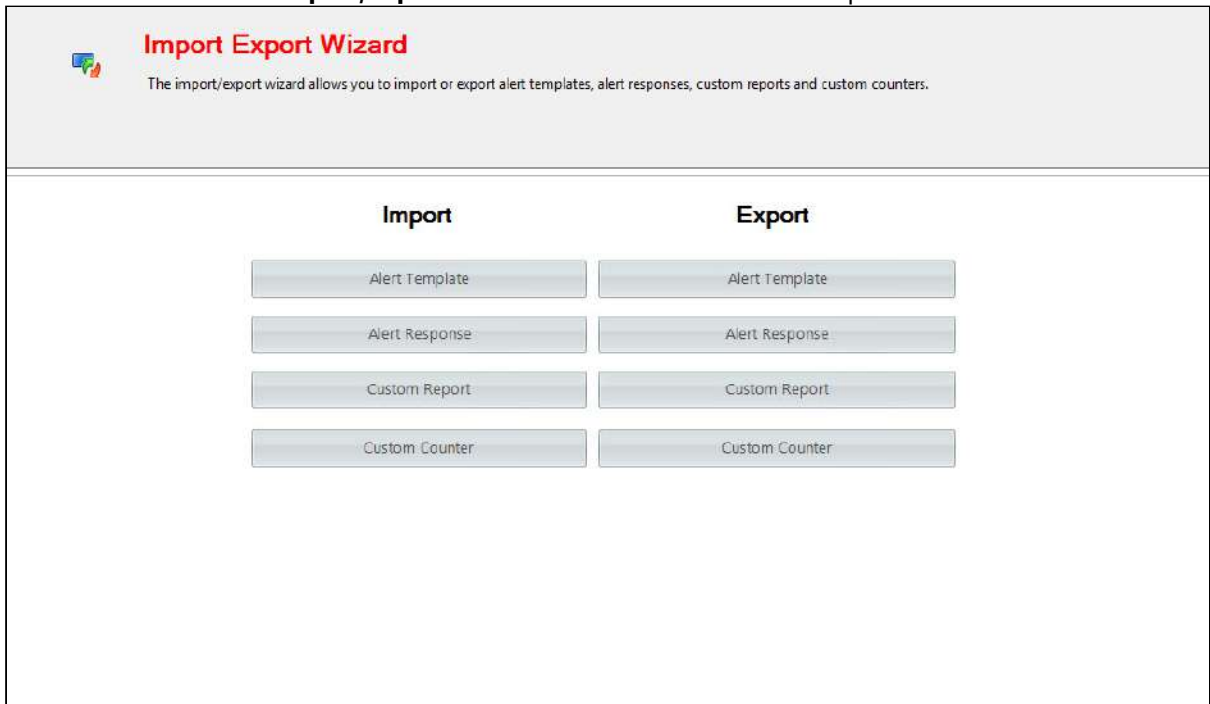 Import Export Wizard
The import/export wizard allows you to import or export alert templates, alert responses, custom reports and custom counters.
Import Export
Alert Template Alert Template
Alert Response Alert Response
Custom Report Custom Report
Custom Counter Custom Counter